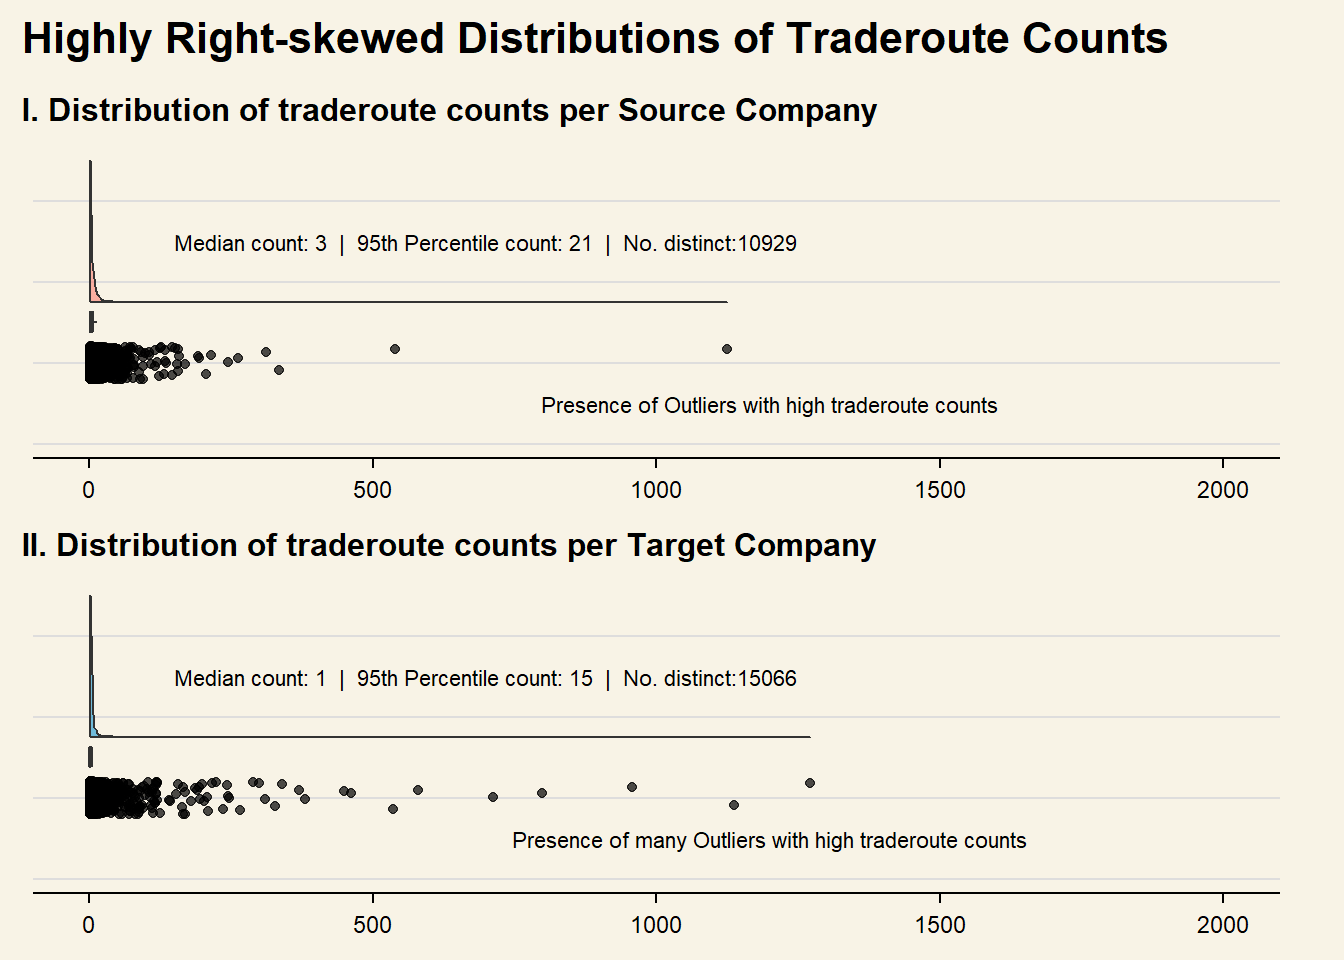 Highly Right-skewed Distributions of Traderoute Counts
I. Distribution of traderoute counts per Source Company
Median count: 3 | 95th Percentile count: 21 | No. distinct:10929
Presence of Outliers with high traderoute counts
0 500 1000 1500 2000
II. Distribution of traderoute counts per Target Company
Median count: 1 | 95th Percentile count: 15 | No. distinct:15066
Presence of many Outliers with high traderoute counts
0 500 1000 1500 2000